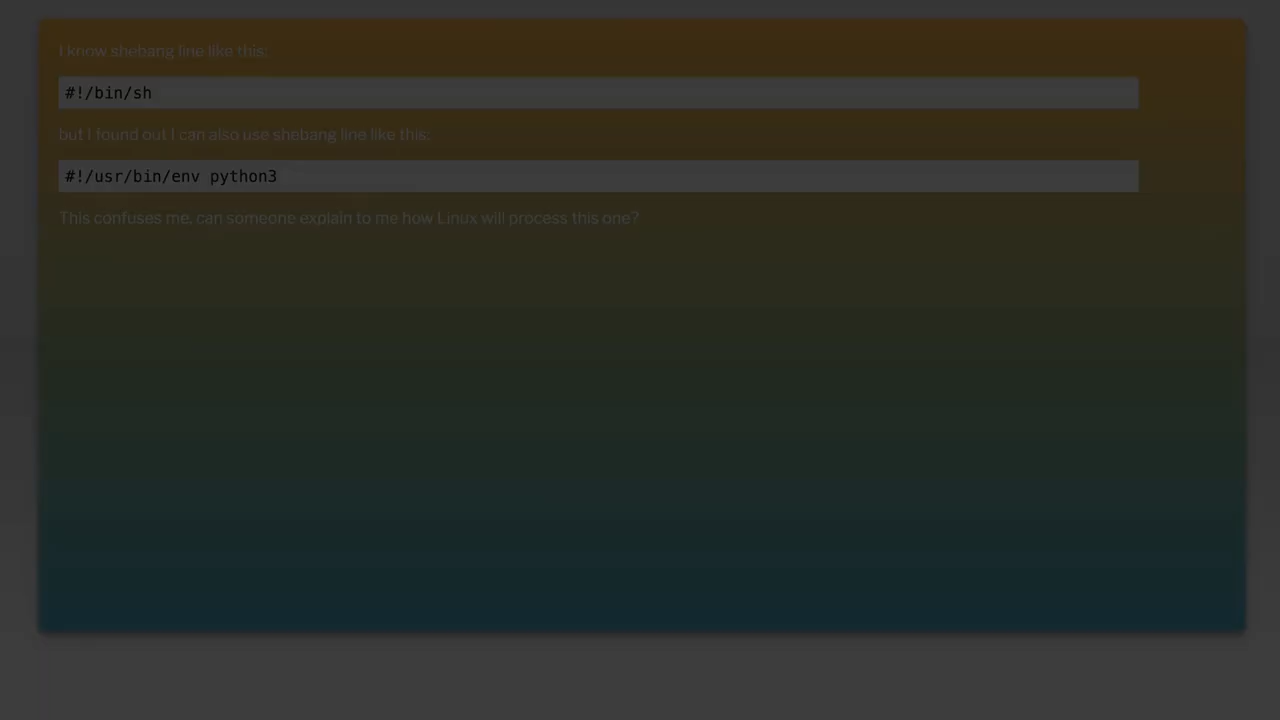 I know shebang line like this:
#!/bin/sh
but I found out I can also use shebang line like this:
#!/usr/bin/env python3
This confuses me, can someone explain to me how Linux will process this one?